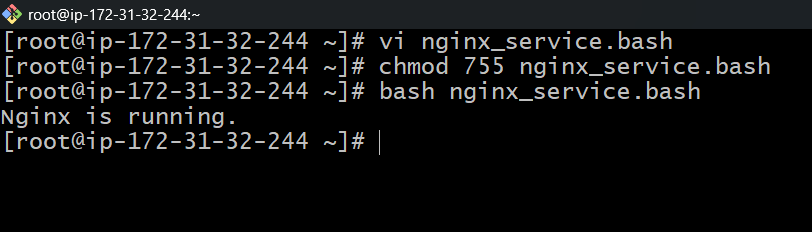 root@ip-172-31-32-244:~
[root@ip-172-31-32-244 ~]# vi nginx_service.bash
[root@ip-172-31-32-244 ~]# chmod 755 nginx_service.bash
[root@ip-172-31-32-244 ~]# bash nginx_service.bash
Nginx is running.
[root@ip-172-31-32-244 ~]#